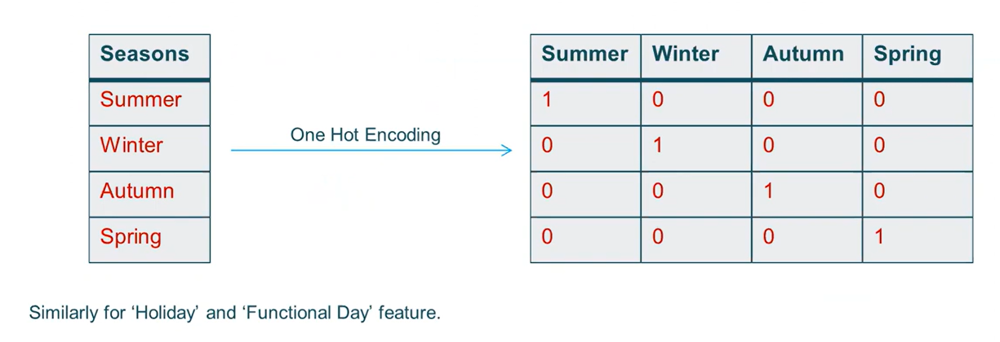 Seasons
Summer
Winter
Autumn
Spring
One Hot Encoding
Summer Winter Autumn Spring
1 0 0 0
0 1 0 0
0 0 1 0
0 0 0 1
Similarly for ‘Holiday’ and ‘Functional Day’ feature.